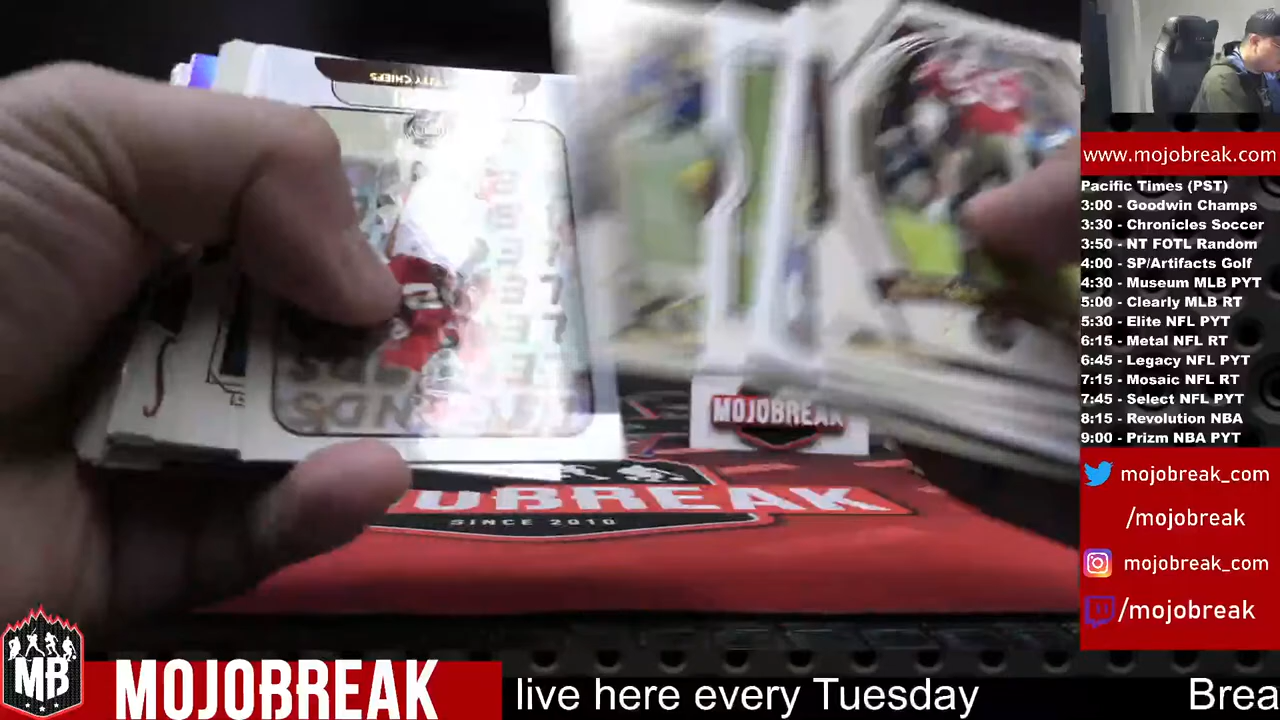 www.mojobreak.com
Pacific Times (PST)
3:00 - Goodwin Champs
3:30 - Chronicles Soccer
3:50 - NT FOTL Random
4:00 - SP/Artifacts Golf
4:30 - Museum MLB PYT
5:00 - Clearly MLB RT
5:30 - Elite NFL PYT
6:15 - Metal NFL RT
6:45 - Legacy NFL PYT
7:15 - Mosaic NFL RT
7:45 - Select NFL PYT
8:15 - Revolution NBA
9:00 - Prizm NBA PYT
mojobreak_com
/mojobreak
mojobreak_com
/mojobreak
CITY CHIEFS
MOJOBREAK
SINCE 2010
MB
MOJOBREAK
live here every Tuesday
Brea